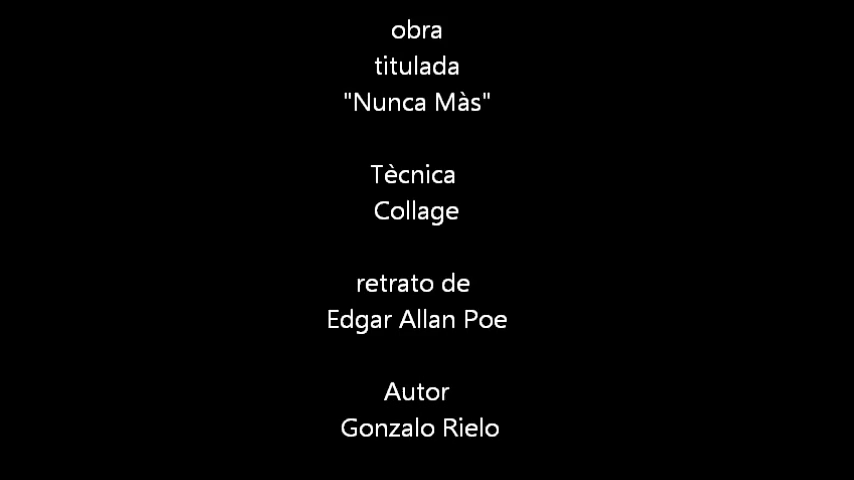 obra
titulada
"Nunca Màs"
Tècnica
Collage
retrato de
Edgar Allan Poe
Autor
Gonzalo Rielo